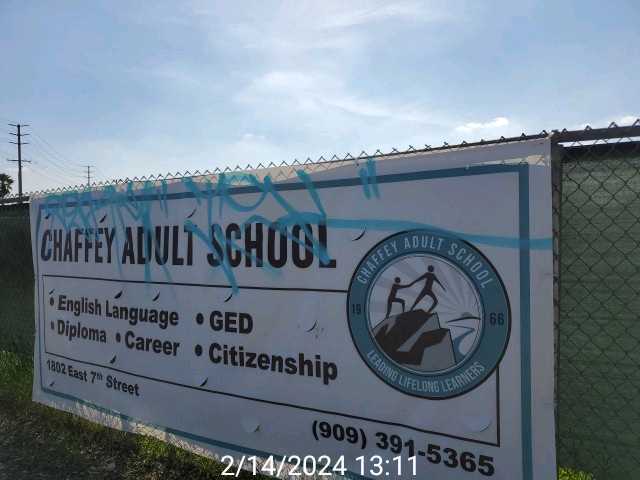 CHAFFEY ADULT SCHOOL
• English Language • GED
• Diploma • Career • Citizenship
1802 East 7th Street
(909) 391-5365
CHAFFEY ADULT SCHOOL
19 66
LEADING LIFELONG LEARNERS
2/14/2024 13:11